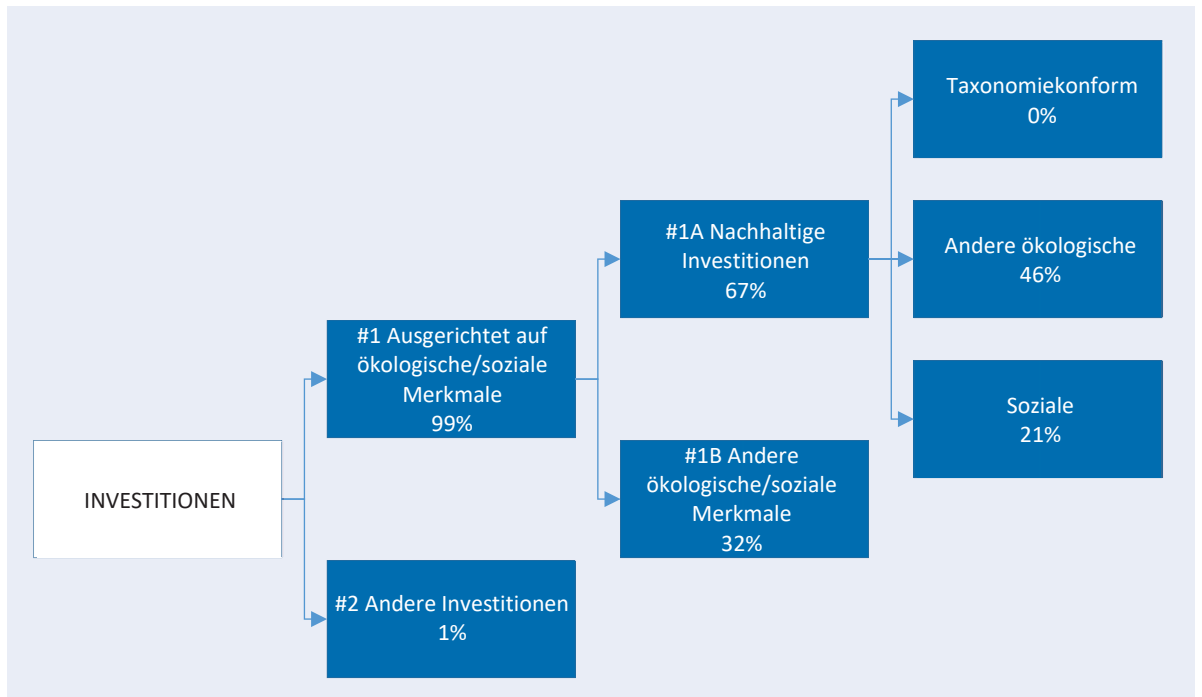 INVESTITIONEN
#1 Ausgerichtet auf
ökologische/soziale
Merkmale
99%
#2 Andere Investitionen
1%
#1A Nachhaltige
Investitionen
67%
#1B Andere
ökologische/soziale
Merkmale
32%
Taxonomiekonform
0%
Andere ökologische
46%
Soziale
21%